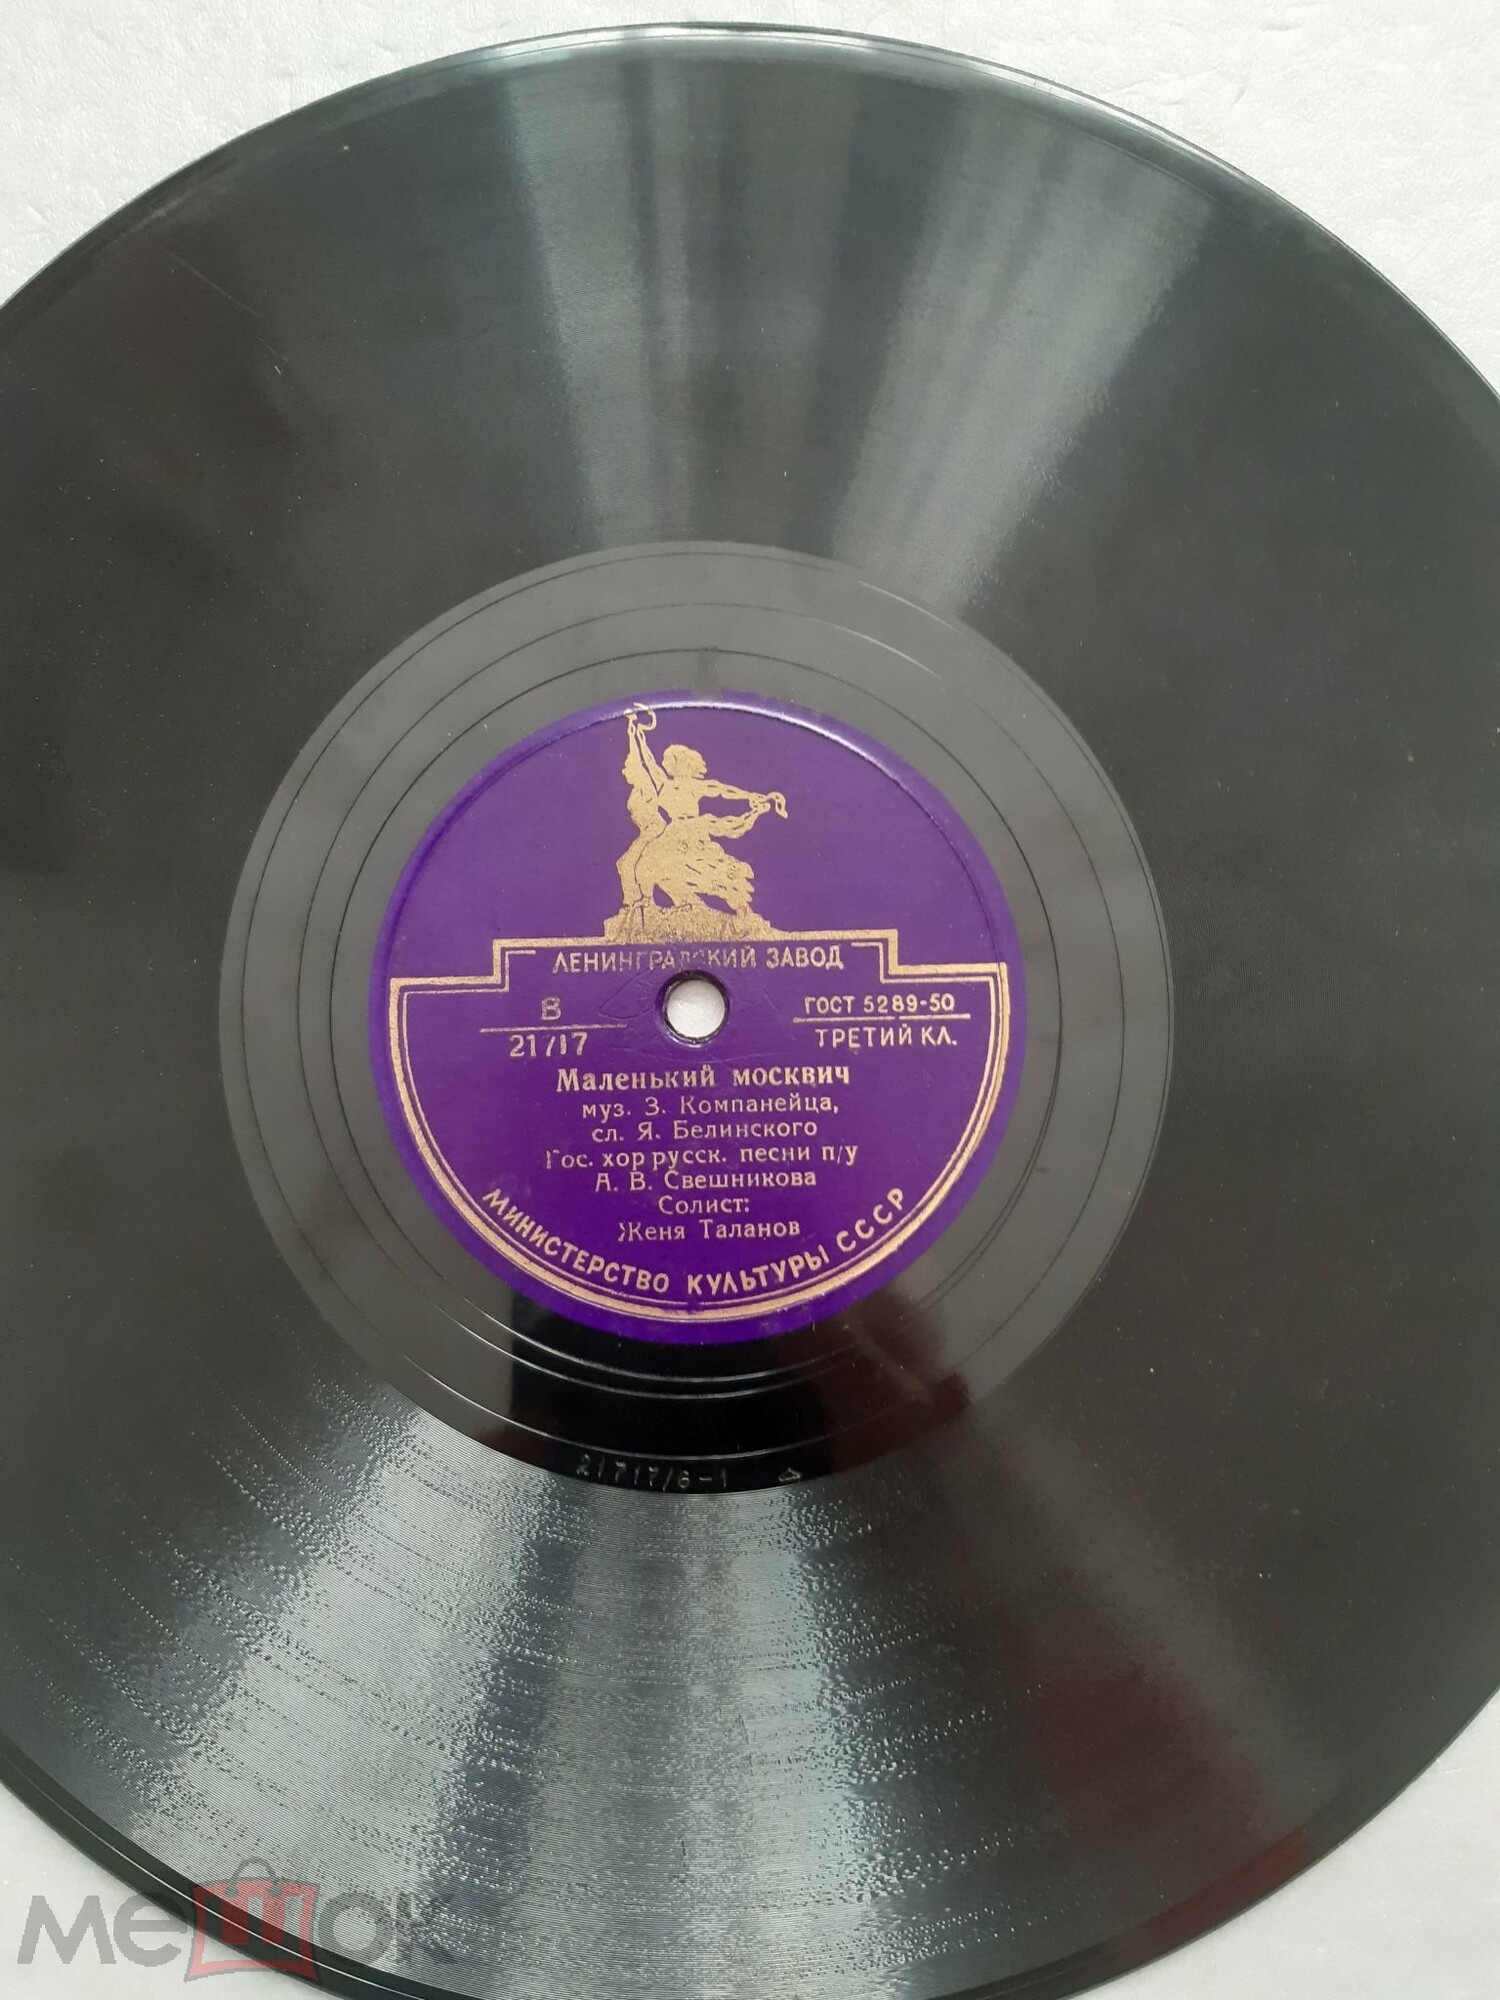 ЛЕНИНГРАДСКИЙ ЗАВОД
В
21717
ГОСТ 5289-50
ТРЕТИЙ КЛ.
Маленький москвич
муз. З. Компанейца,
сл. Я. Белинского
Гос. хор русск. песни п/у
А. В. Свешникова
Солист:
Женя Таланов
МИНИСТЕРСТВО КУЛЬТУРЫ СССР
21717/6-1
мешок